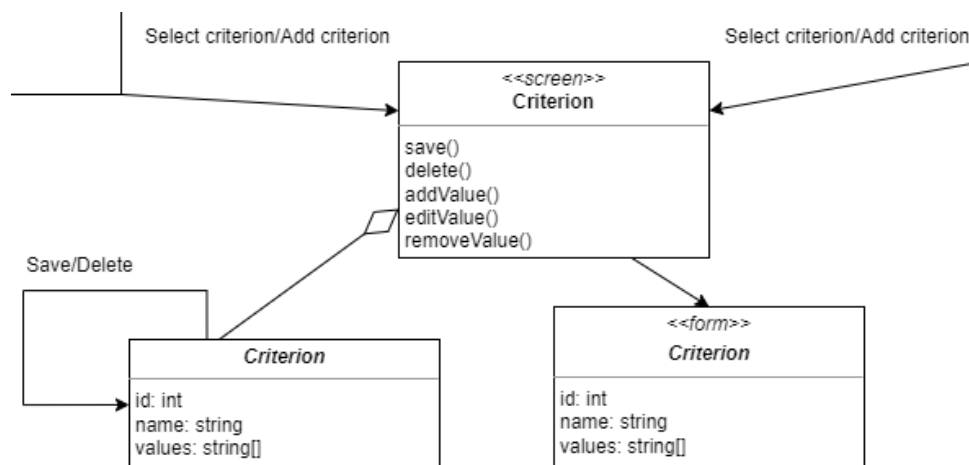 Select criterion/Add criterion
Select criterion/Add criterion
<<screen>>
Criterion
save()
delete()
addValue()
editValue()
removeValue()
Save/Delete
Criterion
id: int
name: string
values: string[]
<<form>>
Criterion
id: int
name: string
values: string[]